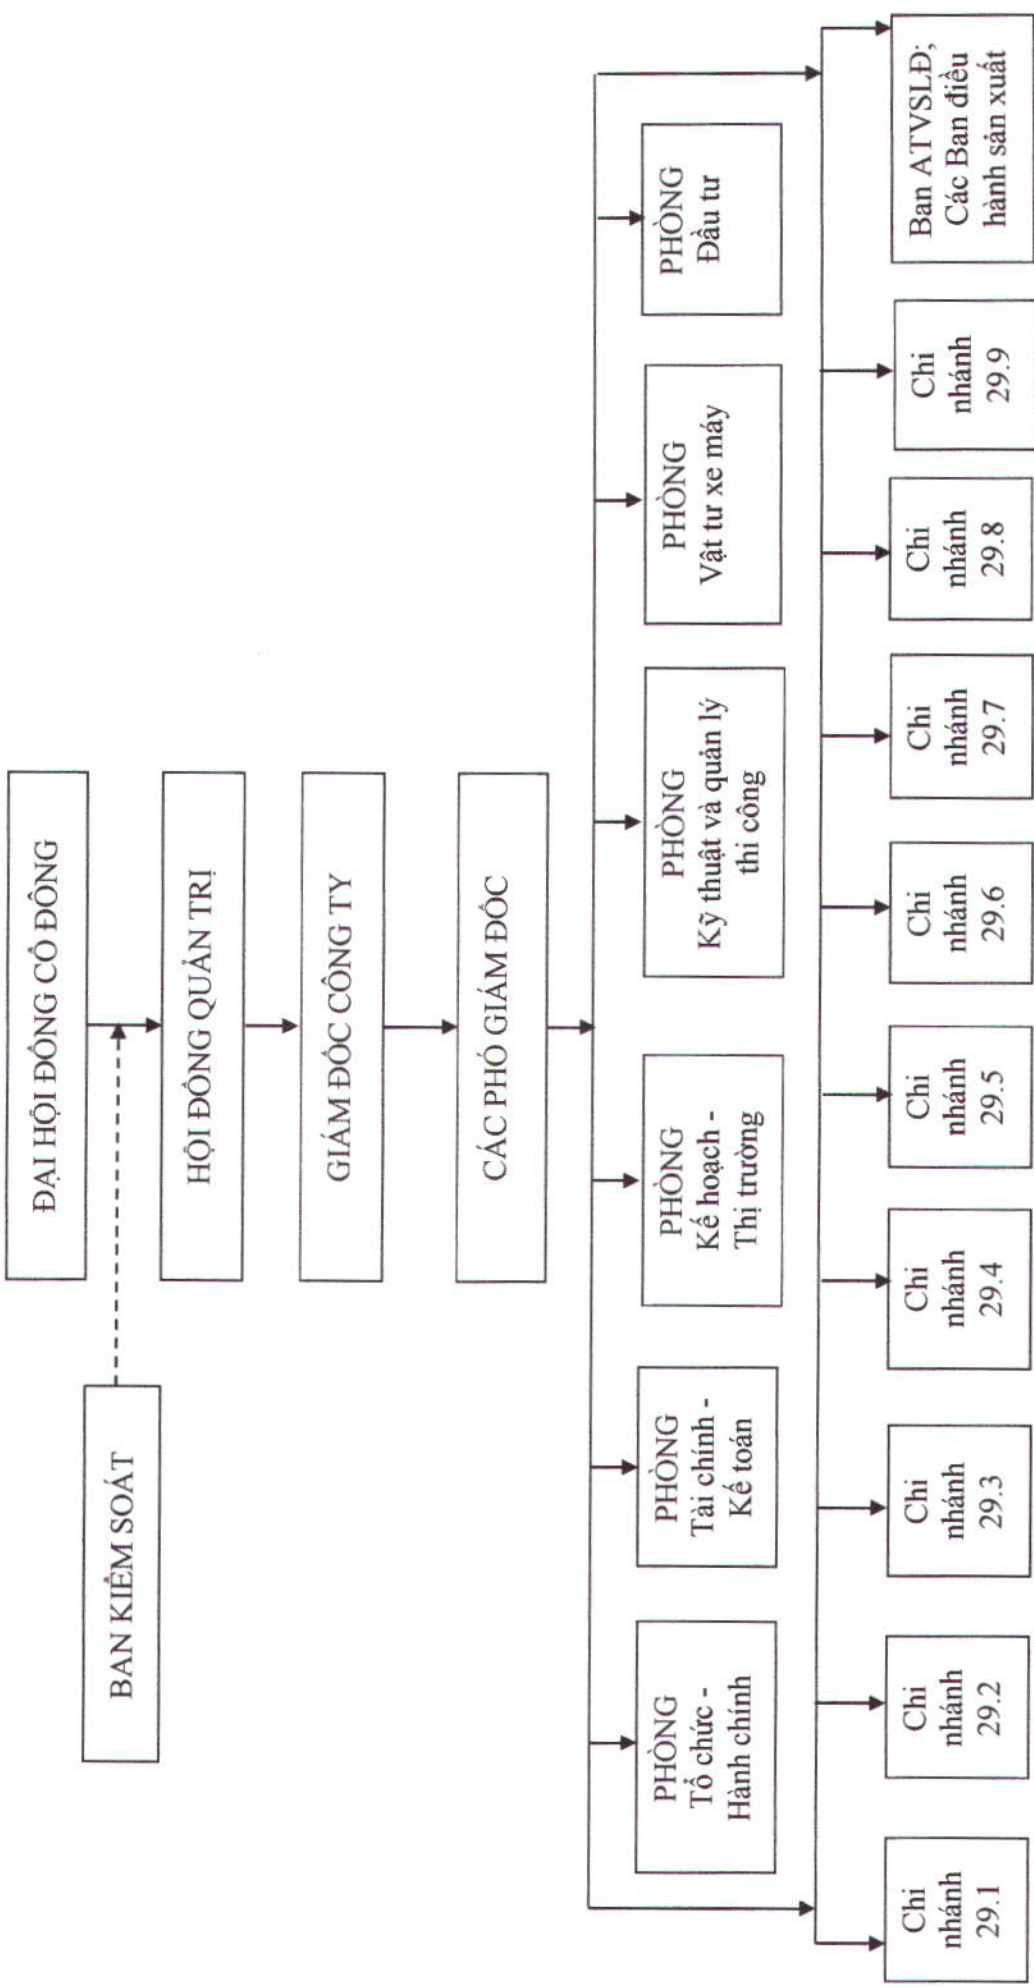 ĐẠI HỘI ĐỒNG CỔ ĐÔNG
BAN KIỂM SOÁT
HỘI ĐỒNG QUẢN TRỊ
GIÁM ĐỐC CÔNG TY
CÁC PHÓ GIÁM ĐỐC
PHÒNG
Tổ chức -
Hành chính
PHÒNG
Tài chính -
Kế toán
PHÒNG
Kế hoạch -
Thị trường
PHÒNG
Kỹ thuật và quản lý
thi công
PHÒNG
Vật tư xe máy
PHÒNG
Đầu tư
Chi
nhánh
29.1
Chi
nhánh
29.2
Chi
nhánh
29.3
Chi
nhánh
29.4
Chi
nhánh
29.5
Chi
nhánh
29.6
Chi
nhánh
29.7
Chi
nhánh
29.8
Chi
nhánh
29.9
Ban ATVSLĐ;
Các Ban điều
hành sản xuất